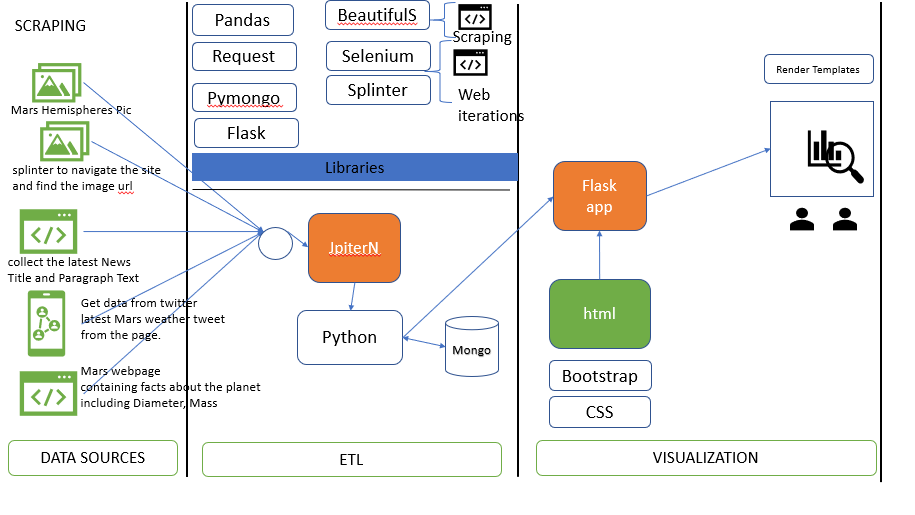 SCRAPING
Mars Hemispheres Pic
splinter to navigate the site
and find the image url
collect the latest News
Title and Paragraph Text
Get data from twitter
latest Mars weather tweet
from the page.
Mars webpage
containing facts about the planet
including Diameter, Mass
DATA SOURCES
Pandas
BeautifulS
Scraping
Request
Selenium
Pymongo
Splinter
Web
iterations
Flask
Libraries
JpiterN
Python
Mongo
ETL
Render Templates
Flask
app
html
Bootstrap
CSS
VISUALIZATION